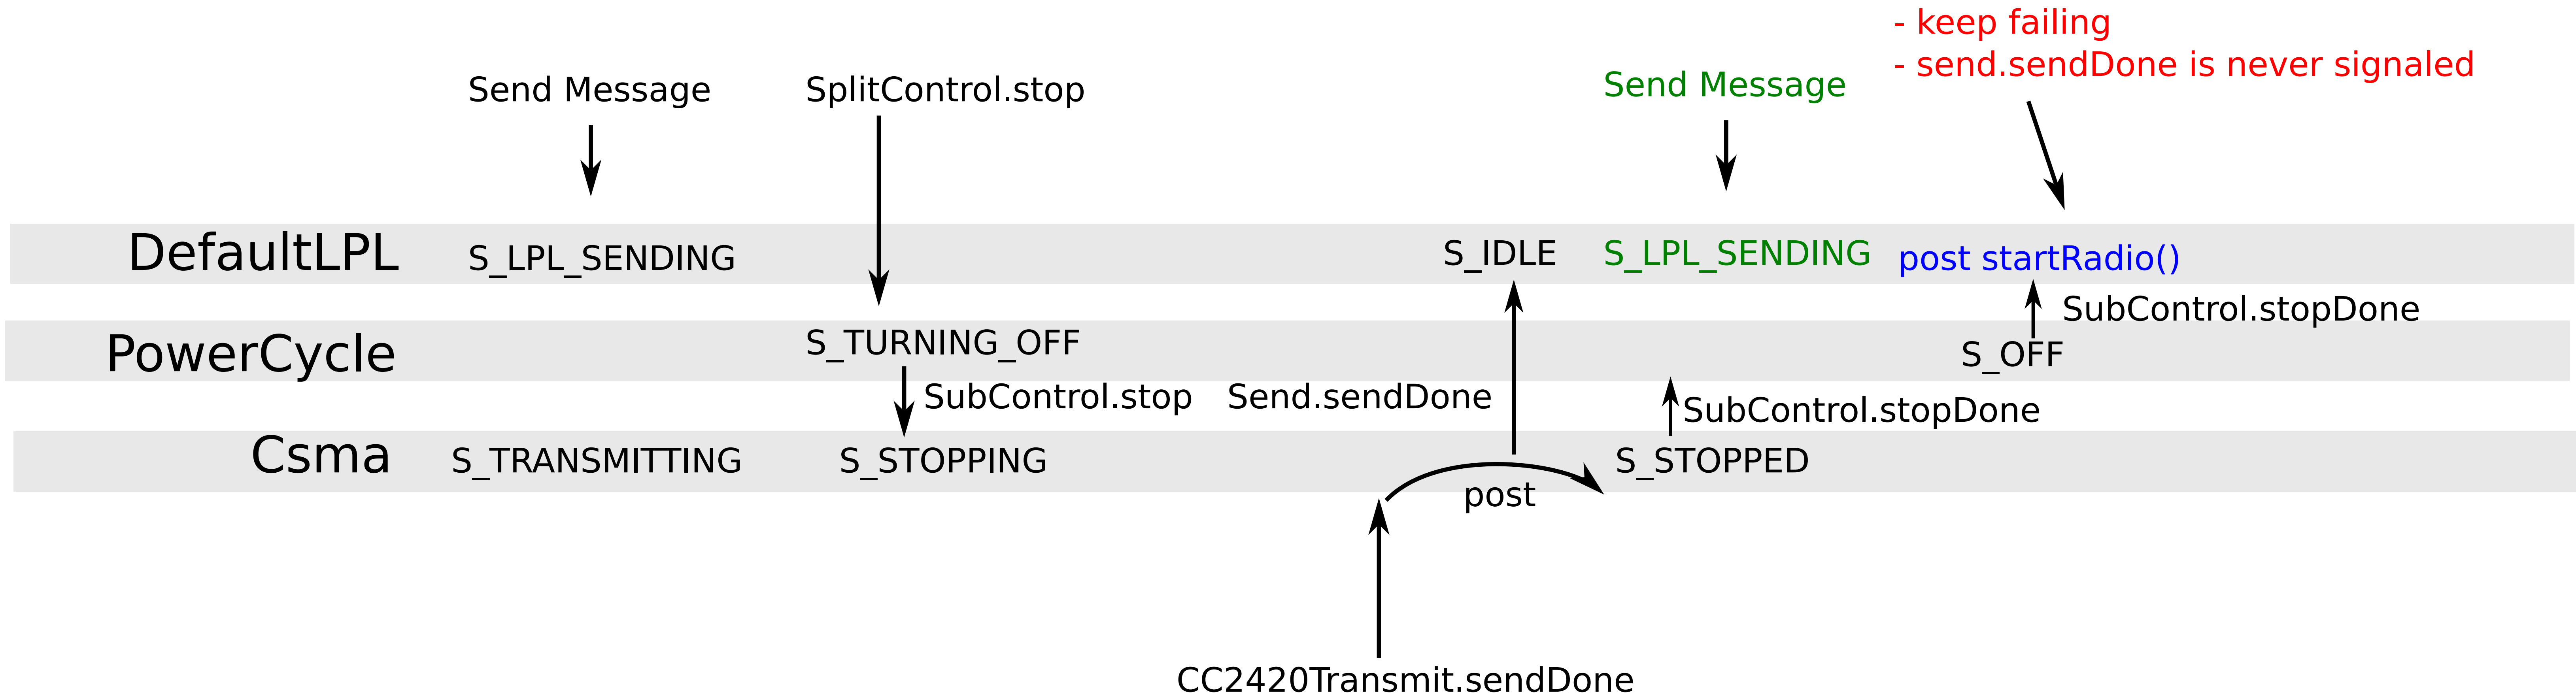 - keep failing
- send.sendDone is never signaled
Send Message
SplitControl.stop
Send Message
DefaultLPL
S_LPL_SENDING
S_IDLE
S_LPL_SENDING
post startRadio()
SubControl.stopDone
PowerCycle
S_TURNING_OFF
S_OFF
SubControl.stop
Send.sendDone
SubControl.stopDone
Csma
S_TRANSMITTING
S_STOPPING
S_STOPPED
post
CC2420Transmit.sendDone